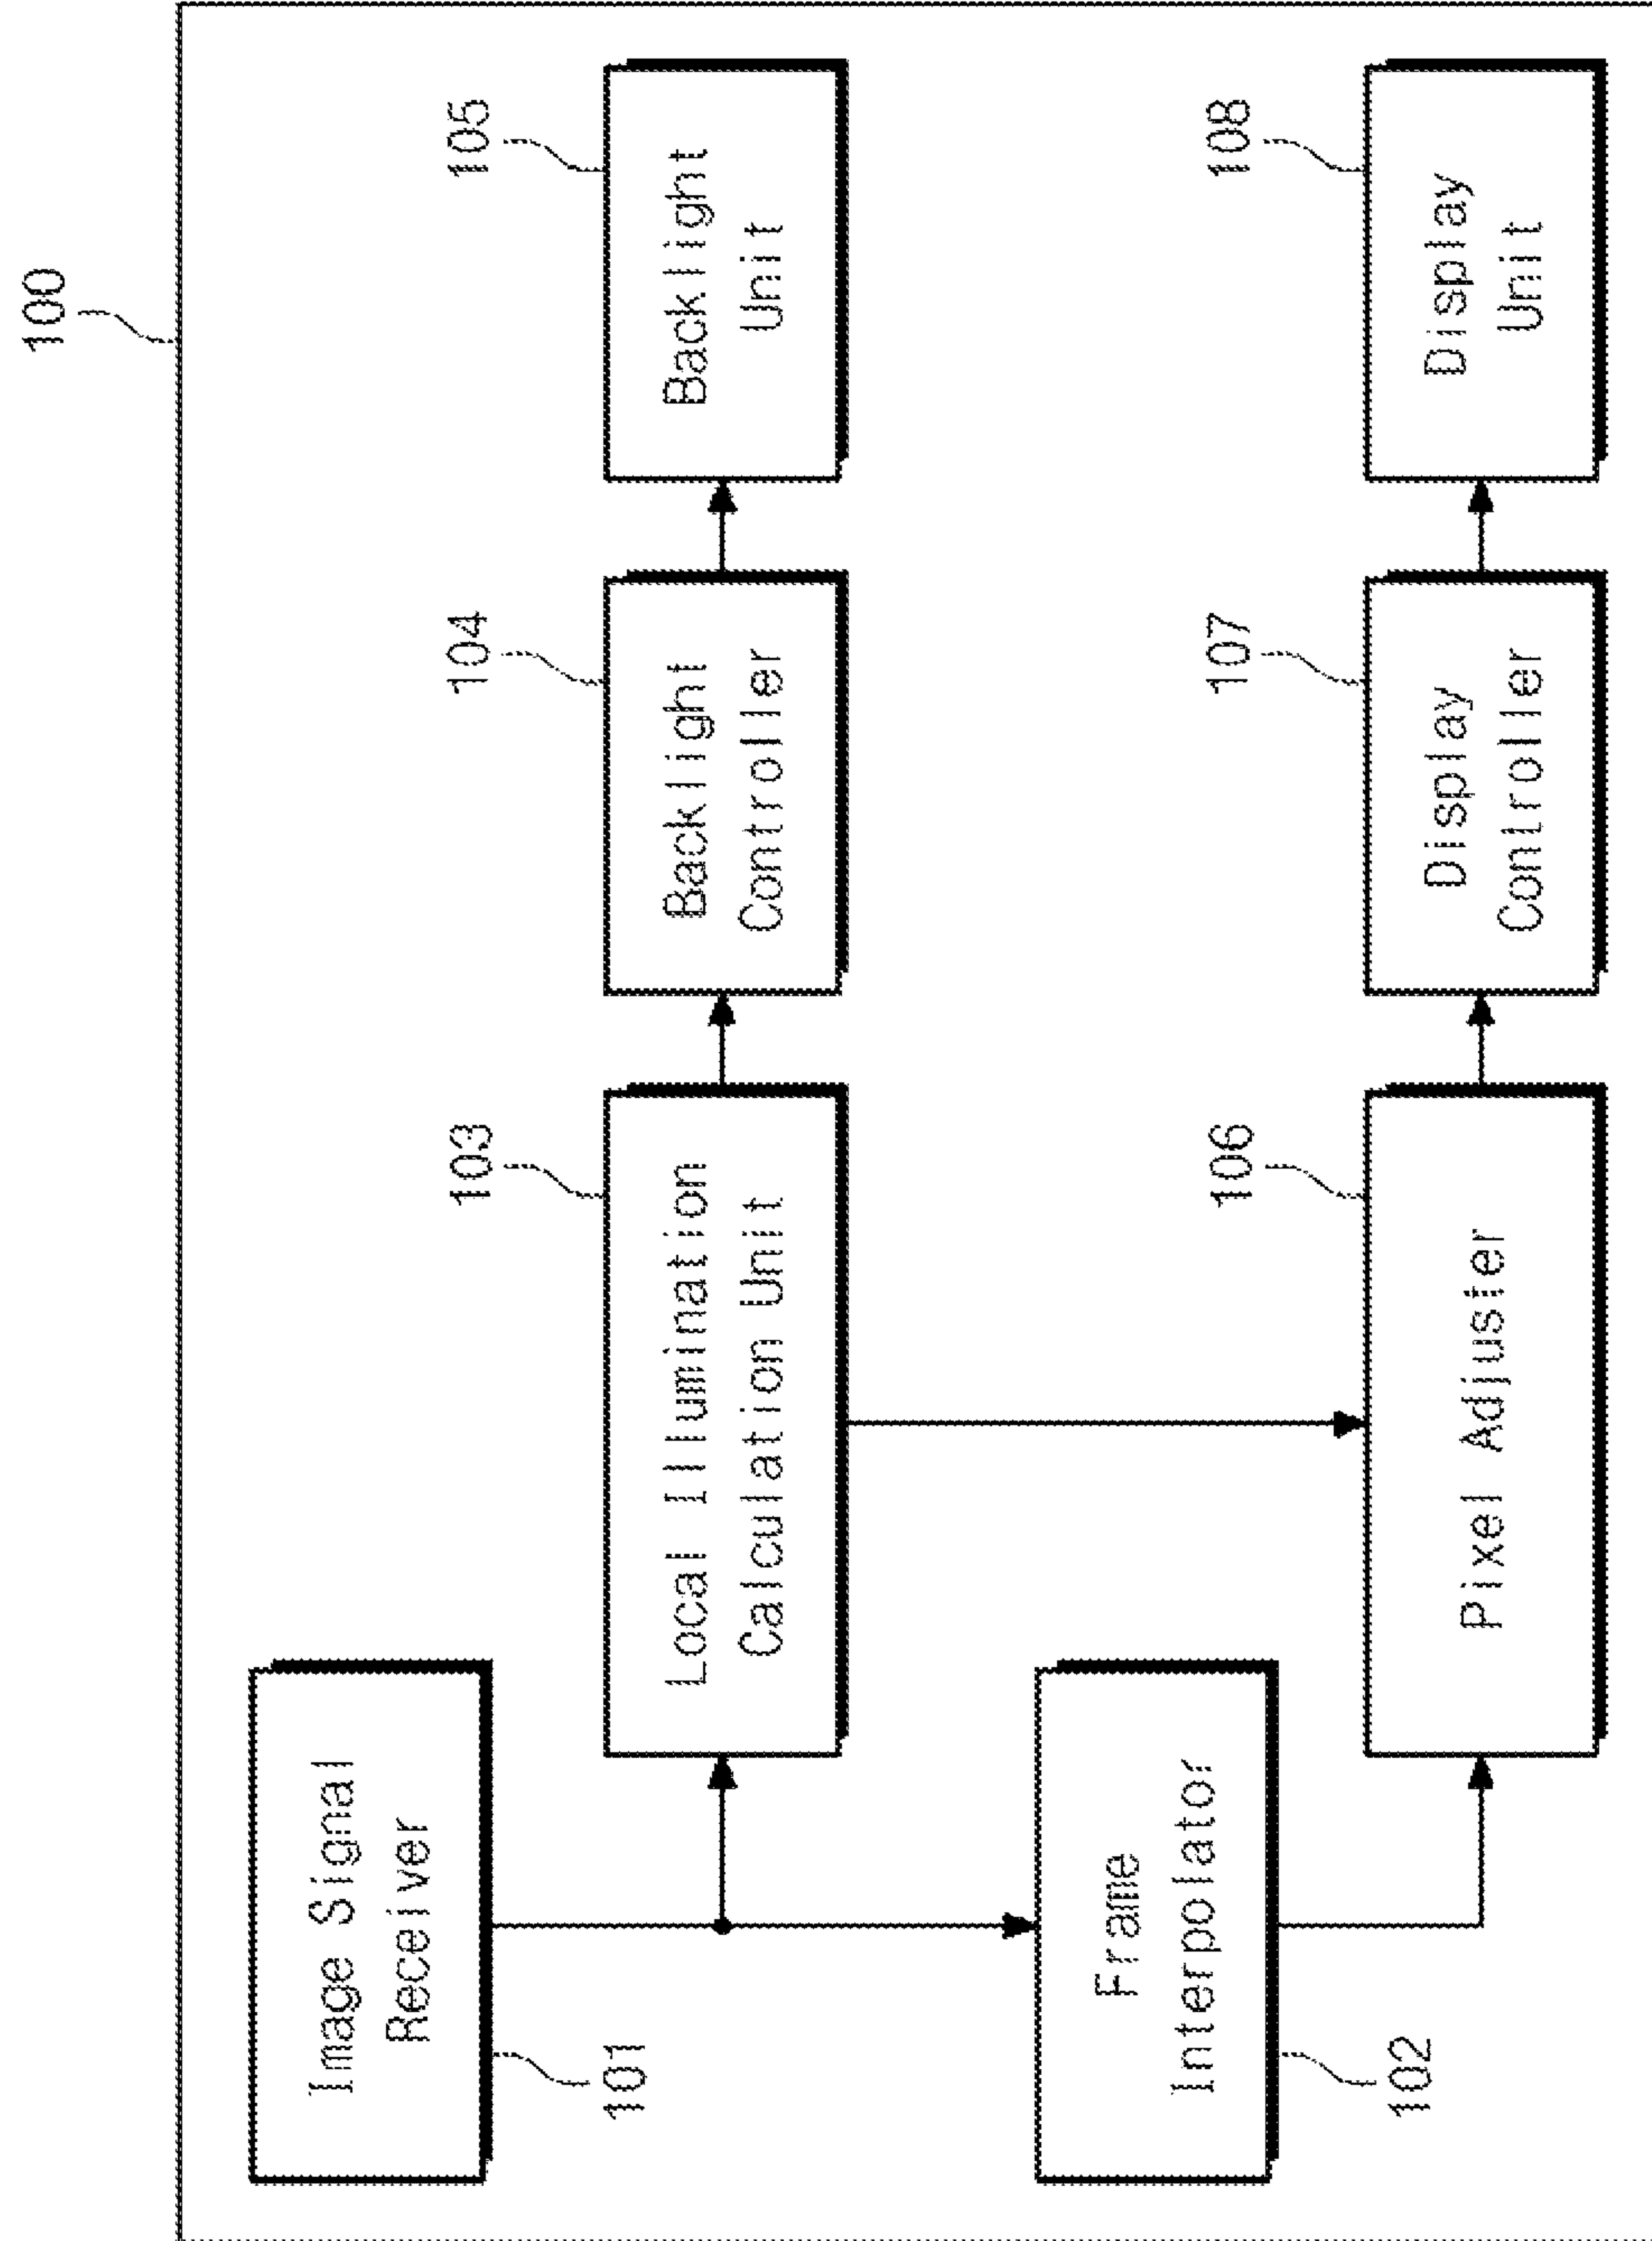 100
Image Signal
Receiver
101
Local Illumination
Calculation Unit
103
Backlight
Controller
104
Backlight
Unit
105
Frame
Interpolator
102
Pixel Adjuster
106
Display
Controller
107
Display
Unit
108